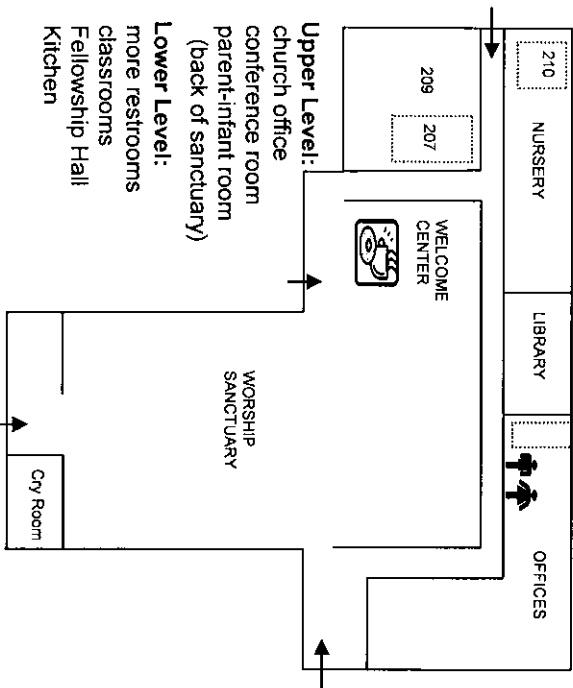 210
NURSERY
LIBRARY
OFFICES
209
207
WELCOME
CENTER
WORSHIP
SANCTUARY
Cry Room
Upper Level:
church office
conference room
parent-infant room
(back of sanctuary)
Lower Level:
more restrooms
classrooms
Fellowship Hall
Kitchen